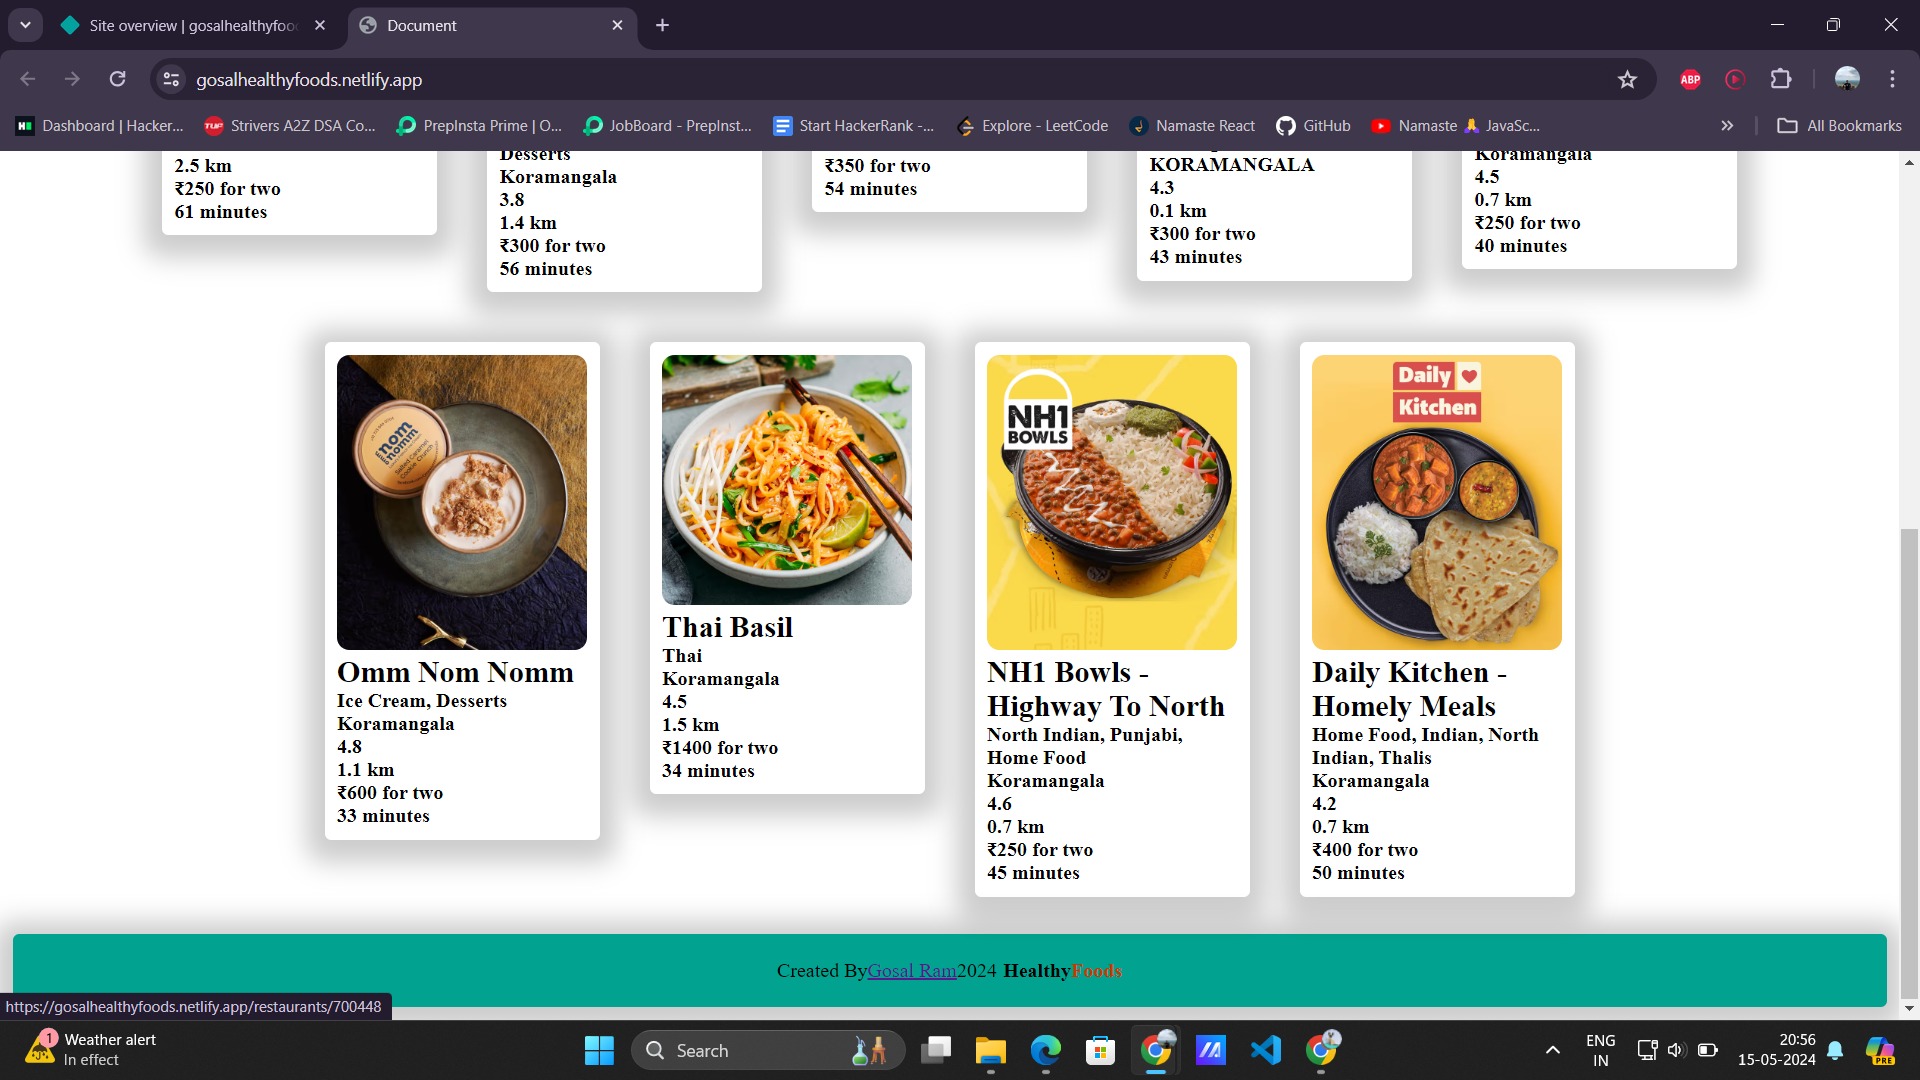 Site overview | gosalhealthyfoo
Document
gosalhealthyfoods.netlify.app
ABP
Dashboard | Hacker...
Strivers A2Z DSA Co...
PrepInsta Prime | O...
JobBoard - PrepInst...
Start HackerRank -...
Explore - LeetCode
Namaste React
GitHub
Namaste 🙏 JavaSc...
All Bookmarks
2.5 km
₹250 for two
61 minutes
Desserts
Koramangala
3.8
1.4 km
₹300 for two
56 minutes
₹350 for two
54 minutes
KORAMANGALA
4.3
0.1 km
₹300 for two
43 minutes
Koramangala
4.5
0.7 km
₹250 for two
40 minutes
nom
nomm
Omm Nom Nomm
Ice Cream, Desserts
Koramangala
4.8
1.1 km
₹600 for two
33 minutes
Thai Basil
Thai
Koramangala
4.5
1.5 km
₹1400 for two
34 minutes
NH1
BOWLS
NH1 Bowls -
Highway To North
North Indian, Punjabi,
Home Food
Koramangala
4.6
0.7 km
₹250 for two
45 minutes
Daily
Kitchen
Daily Kitchen -
Homely Meals
Home Food, Indian, North
Indian, Thalis
Koramangala
4.2
0.7 km
₹400 for two
50 minutes
Created ByGosal Ram2024 HealthyFoods
https://gosalhealthyfoods.netlify.app/restaurants/700448
1
Weather alert
In effect
Search
ENG
IN
20:56
15-05-2024
PRE